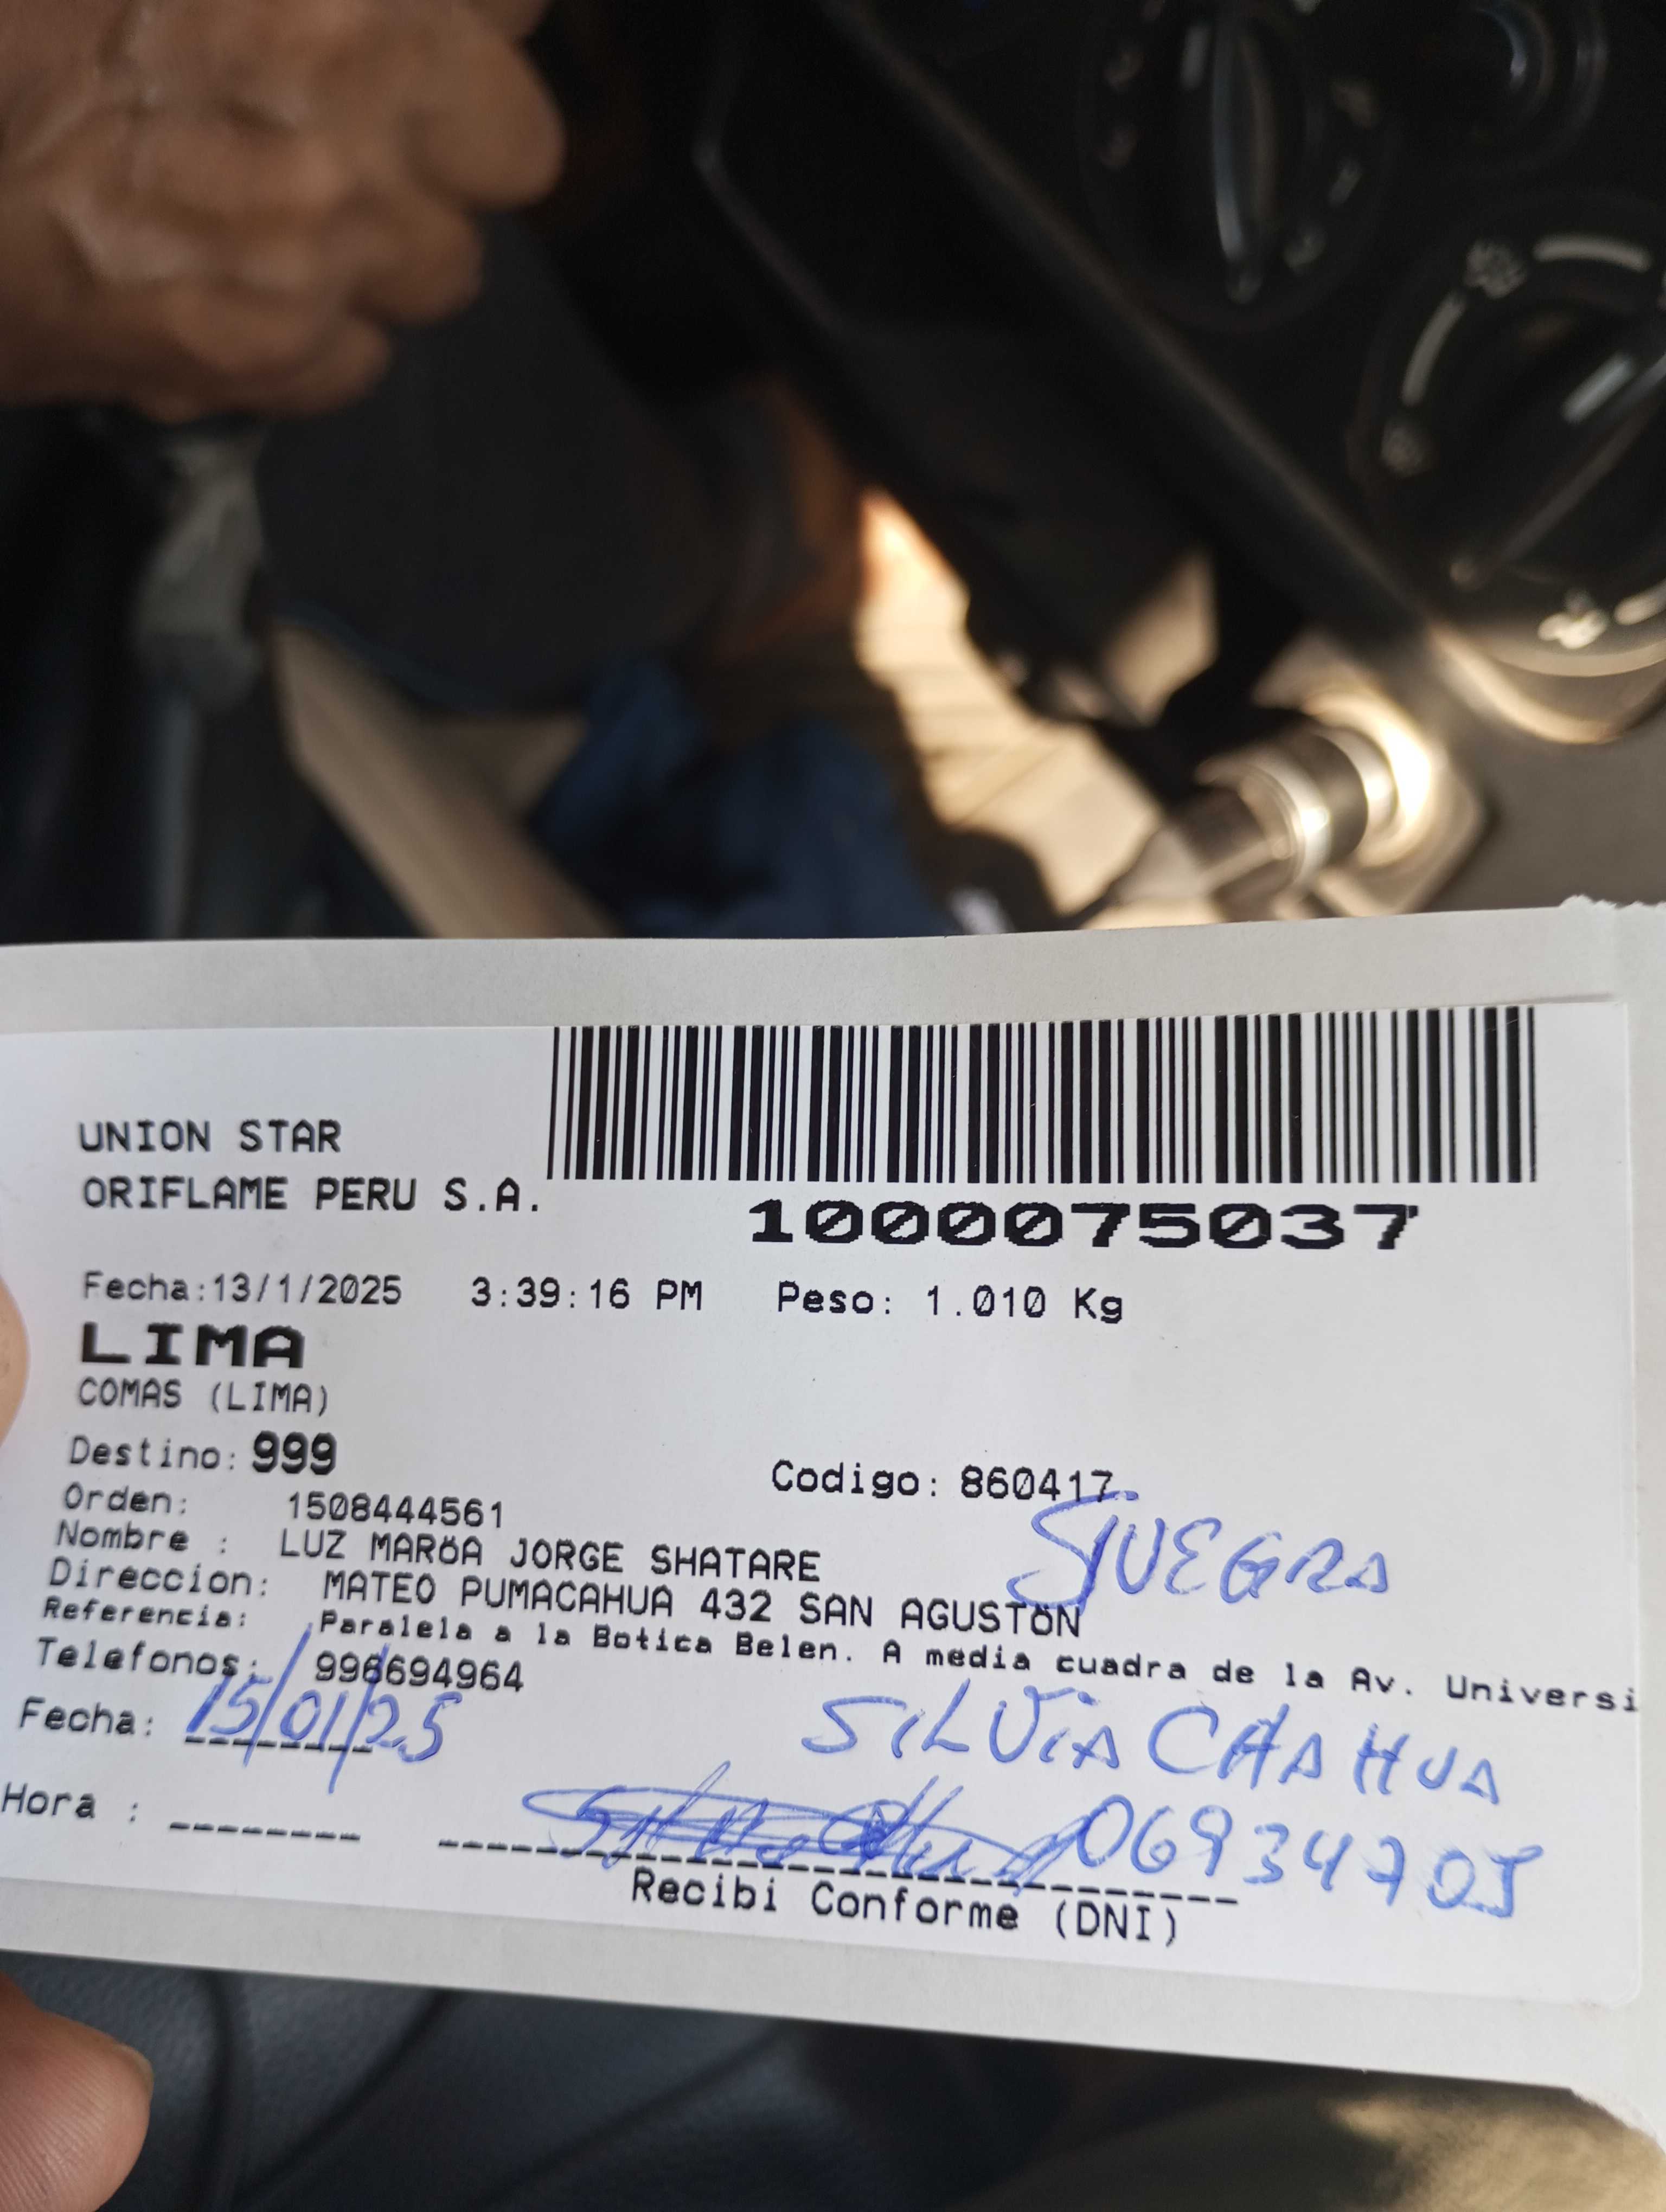 UNION STAR
ORIFLAME PERU S.A.
1000075037
Fecha:13/1/2025 3:39:16 PM Peso: 1.010 Kg
LIMA
COMAS (LIMA)
Destino: 999
Codigo: 860417
Orden: 1508444561
Nombre : LUZ MARöA JORGE SHATARE
SUEGRA
Direccion: MATEO PUMACAHUA 432 SAN AGUSTöN
Referencia: Paralela a la Botica Belen. A media cuadra de la Av. Universi
Telefonos: 996694964
Fecha: 15/01/25
SILVIA CHAHUA
Hora :
06934705
Recibi Conforme (DNI)